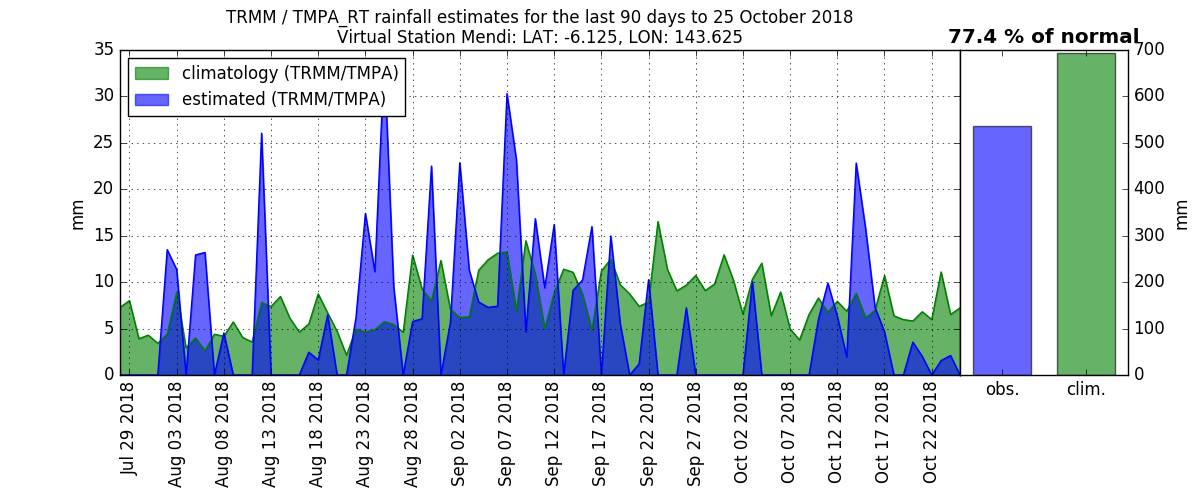 TRMM / TMPA_RT rainfall estimates for the last 90 days to 25 October 2018
Virtual Station Mendi: LAT: -6.125, LON: 143.625
77.4 % of normal
climatology (TRMM/TMPA)
estimated (TRMM/TMPA)
35
30
25
20
15
10
5
0
mm
Jul 29 2018
Aug 03 2018
Aug 08 2018
Aug 13 2018
Aug 18 2018
Aug 23 2018
Aug 28 2018
Sep 02 2018
Sep 07 2018
Sep 12 2018
Sep 17 2018
Sep 22 2018
Sep 27 2018
Oct 02 2018
Oct 07 2018
Oct 12 2018
Oct 17 2018
Oct 22 2018
700
600
500
400
300
200
100
0
mm
obs.
clim.